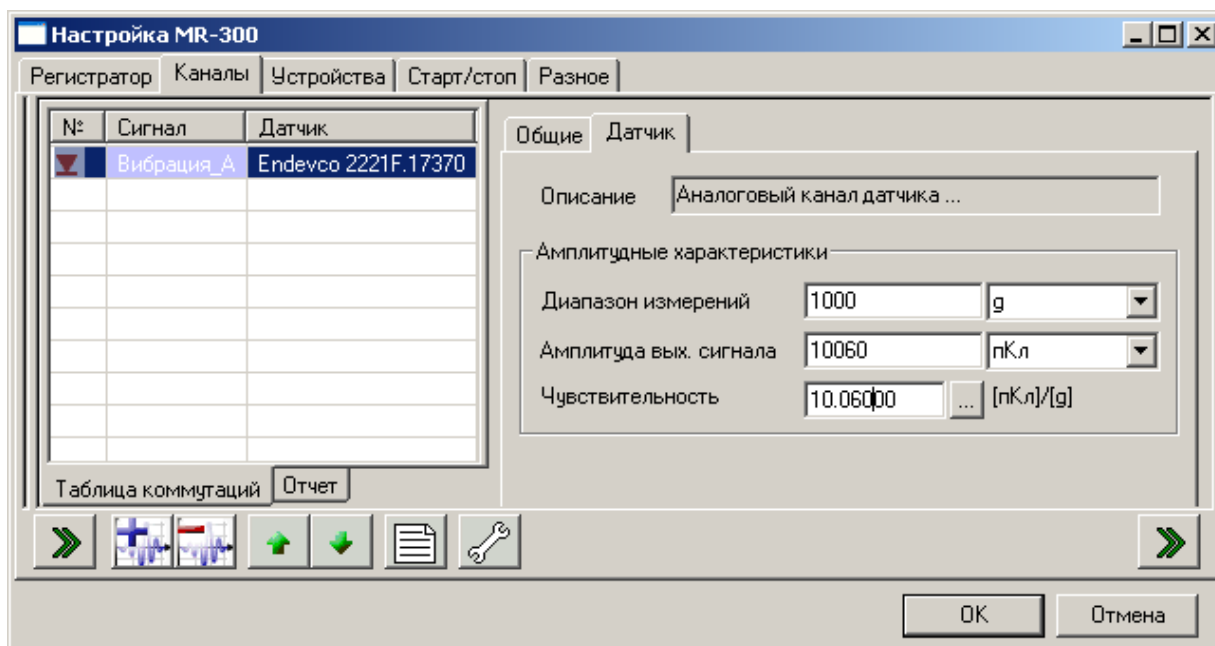 Настройка MR-300
Регистратор Каналы Устройства Старт/стоп Разное
№ Сигнал Датчик
Вибрация_A Endevco 2221F.17370
Общие Датчик
Описание Аналоговый канал датчика ...
Амплитудные характеристики
Диапазон измерений 1000 g
Амплитуда вых. сигнала 10060 пКл
Чувствительность 10.06000 ... [пКл]/[g]
Таблица коммутаций Отчет
OK Отмена